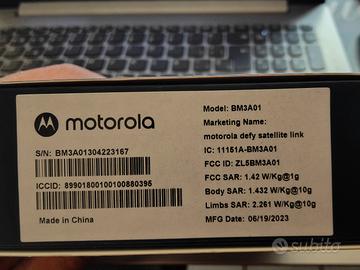 motorola
S/N: BM3A01304223167
ICCID: 89901800100100880395
Made in China
Model: BM3A01
Marketing Name:
motorola defy satellite link
IC: 11151A-BM3A01
FCC ID: ZL5BM3A01
FCC SAR: 1.42 W/Kg@1g
Body SAR: 1.432 W/Kg@10g
Limbs SAR: 2.261 W/Kg@10g
MFG Date: 06/19/2023
subito